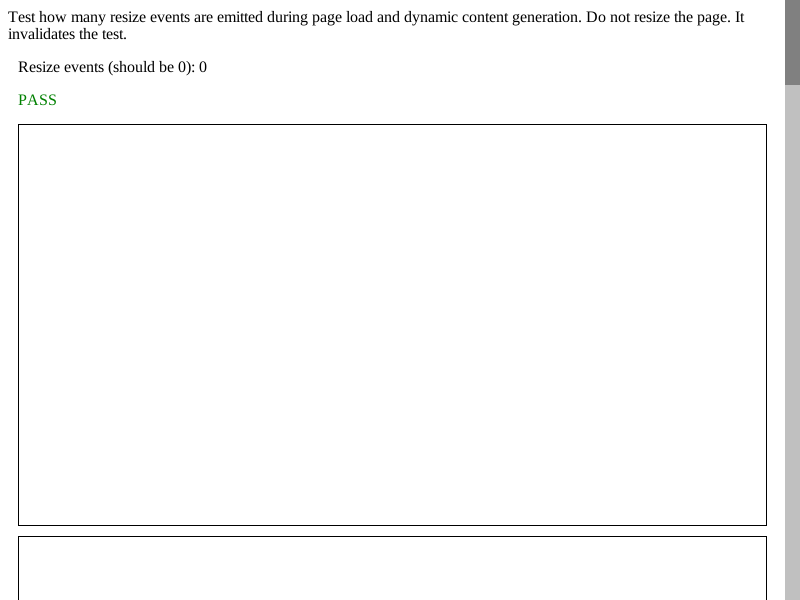 Test how many resize events are emitted during page load and dynamic content generation. Do not resize the page. It
invalidates the test.
Resize events (should be 0): 0
PASS